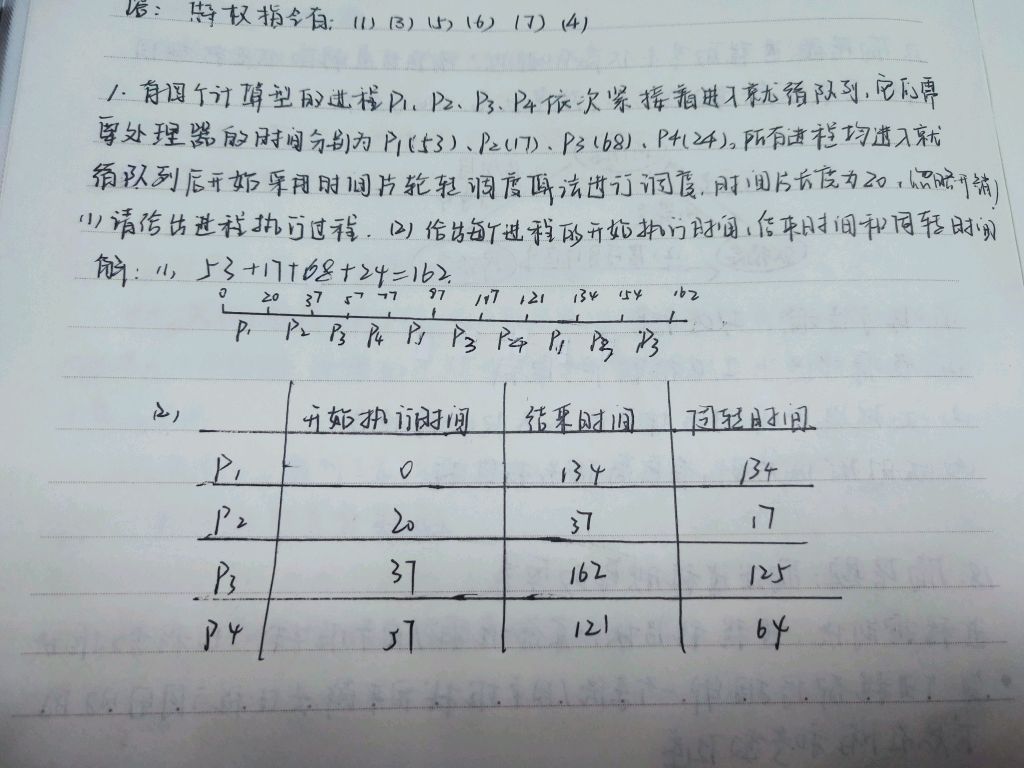 答: 特权指令有: (1) (3) (5) (6) (7) (4)
1. 有四个计算型的进程P1、P2、P3、P4依次紧接着进入就绪队列,它们需
要处理器的时间分别为P1(53)、P2(17)、P3(68)、P4(24)。所有进程均进入就
绪队列后开始采用时间片轮转调度算法进行调度,时间片长度为20,(忽略开销)
(1) 请给出进程执行过程. (2) 给出每个进程的开始执行时间,结束时间和周转时间
解: (1) 53+17+68+24=162.
0 20 37 57 77 97 117 121 134 154 162
P1 P2 P3 P4 P1 P3 P4 P1 P3 P3
(2) 开始执行时间 结束时间 周转时间
P1 0 134 134
P2 20 37 17
P3 37 162 125
P4 57 121 64